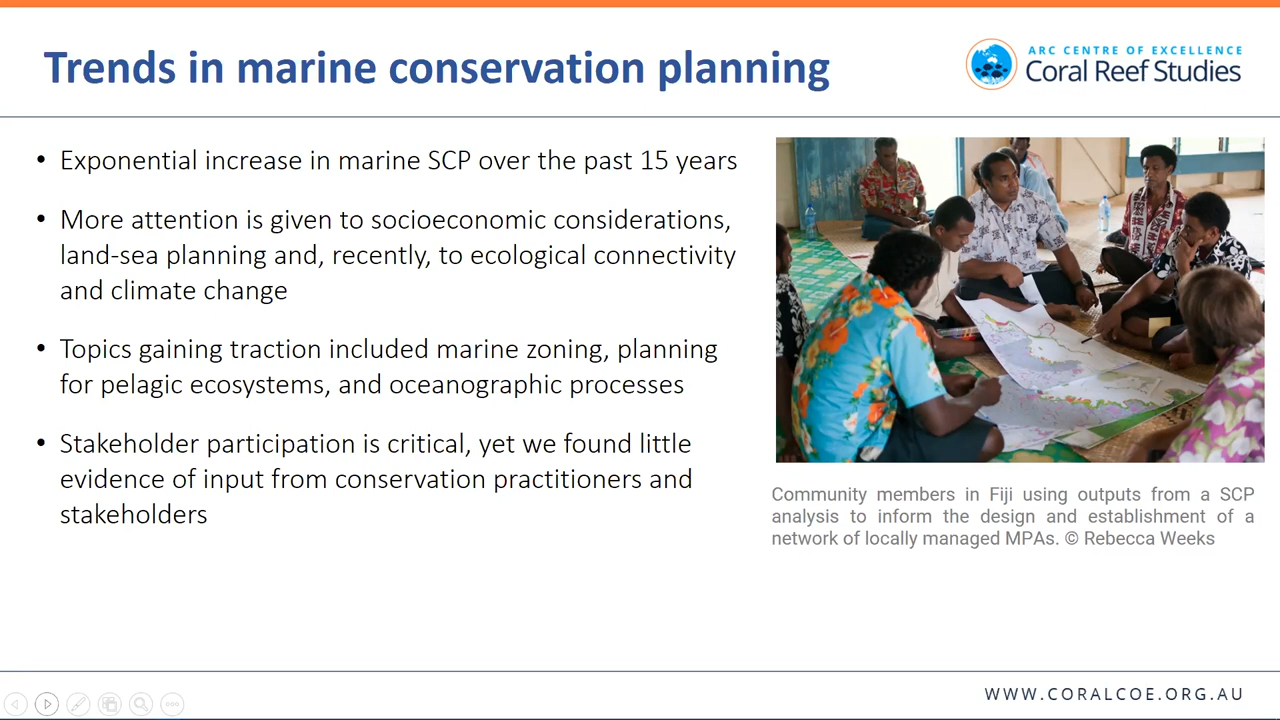 Trends in marine conservation planning
ARC CENTRE OF EXCELLENCE
Coral Reef Studies
• Exponential increase in marine SCP over the past 15 years
• More attention is given to socioeconomic considerations,
land-sea planning and, recently, to ecological connectivity
and climate change
• Topics gaining traction included marine zoning, planning
for pelagic ecosystems, and oceanographic processes
• Stakeholder participation is critical, yet we found little
evidence of input from conservation practitioners and
stakeholders
Community members in Fiji using outputs from a SCP
analysis to inform the design and establishment of a
network of locally managed MPAs. © Rebecca Weeks
WWW.CORALCOE.ORG.AU